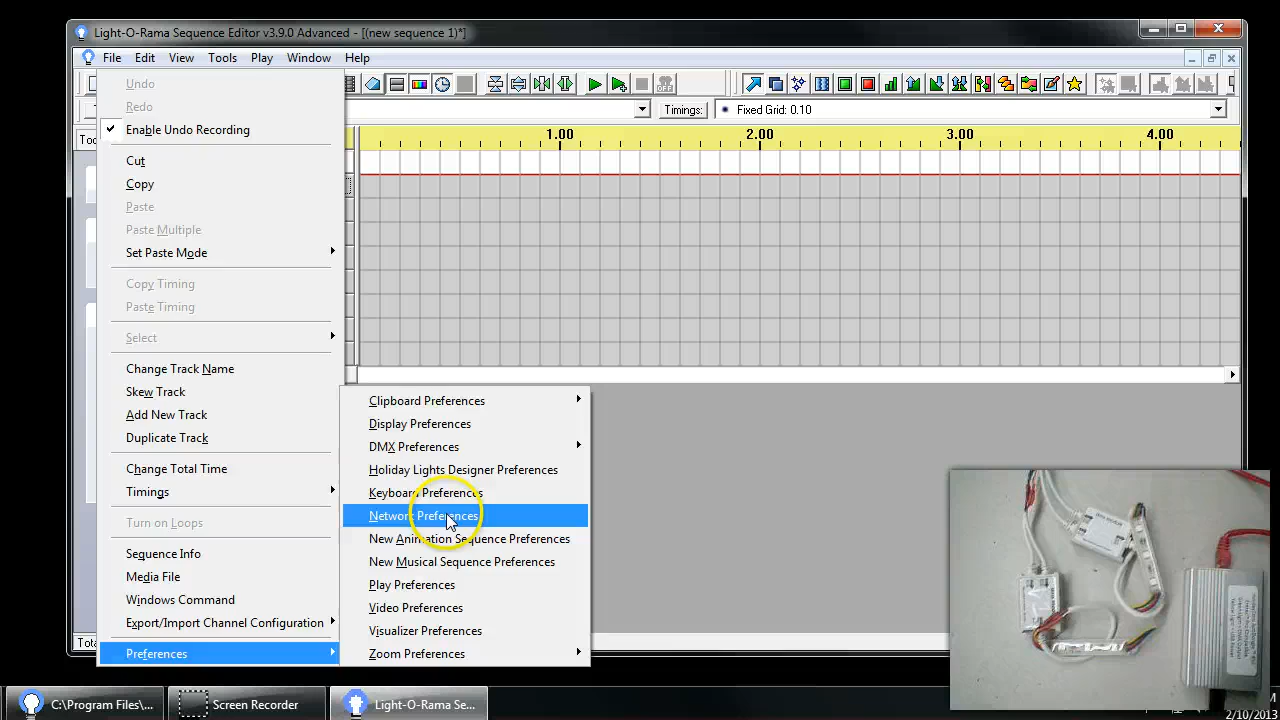 Light-O-Rama Sequence Editor v3.9.0 Advanced - [(new sequence 1)*]
File Edit View Tools Play Window Help
Timings: Fixed Grid: 0.10
1.00 2.00 3.00 4.00
Undo
Redo
Enable Undo Recording
Cut
Copy
Paste
Paste Multiple
Set Paste Mode
Copy Timing
Paste Timing
Select
Change Track Name
Skew Track
Add New Track
Duplicate Track
Change Total Time
Timings
Turn on Loops
Sequence Info
Media File
Windows Command
Export/Import Channel Configuration
Preferences
Clipboard Preferences
Display Preferences
DMX Preferences
Holiday Lights Designer Preferences
Keyboard Preferences
Network Preferences
New Animation Sequence Preferences
New Musical Sequence Preferences
Play Preferences
Video Preferences
Visualizer Preferences
Zoom Preferences
C:\Program Files\...
Screen Recorder
Light-O-Rama Se...
2/10/2013